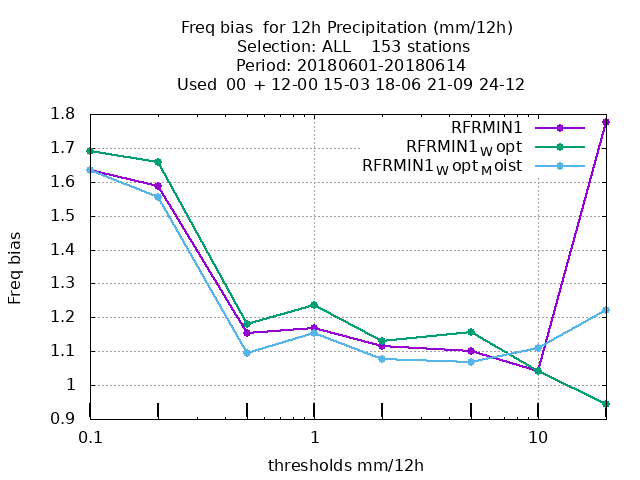 Freq bias  for 12h Precipitation (mm/12h)
Selection: ALL    153 stations
Period: 20180601-20180614
Used  00  + 12-00 15-03 18-06 21-09 24-12
1.8
1.7
1.6
1.5
1.4
1.3
1.2
1.1
1
0.9
Freq bias
RFRMIN1
RFRMIN1Wopt
RFRMIN1WoptMoist
0.1
1
10
thresholds mm/12h